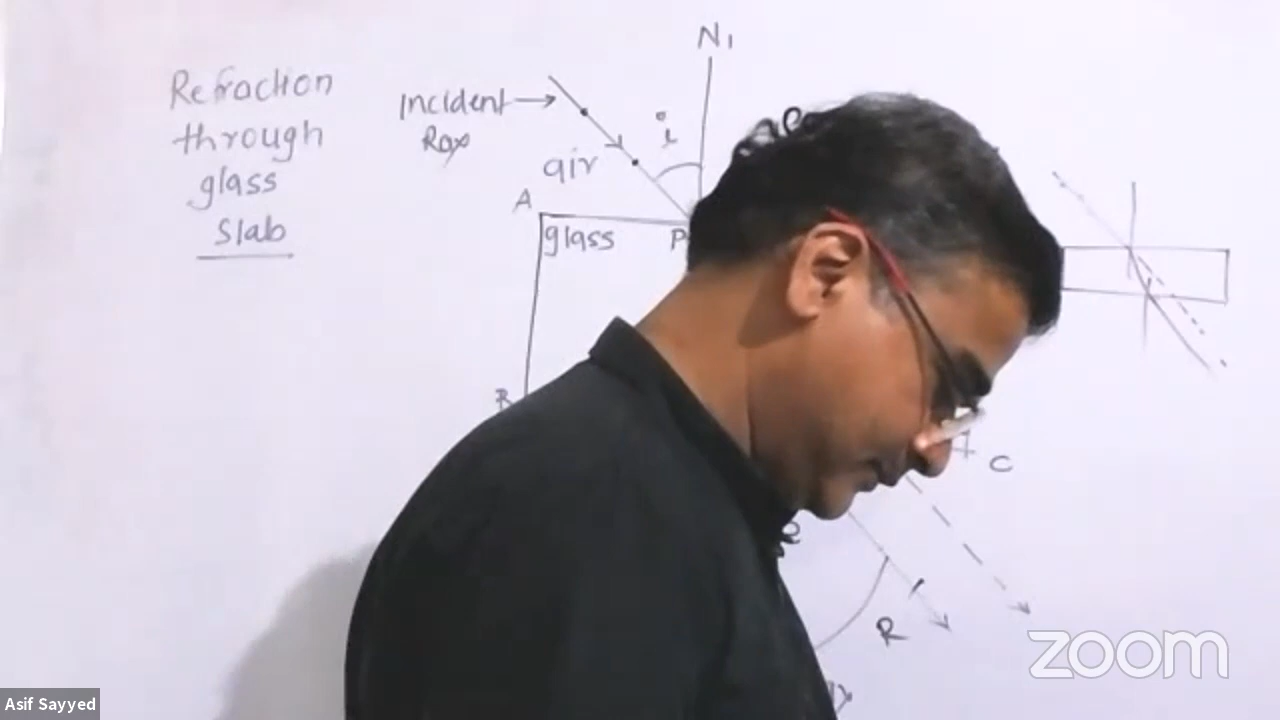 Refraction
through
glass
slab
Incident
Ray
air
i
N1
A
glass
P
B
C
R
zoom
Asif Sayyed